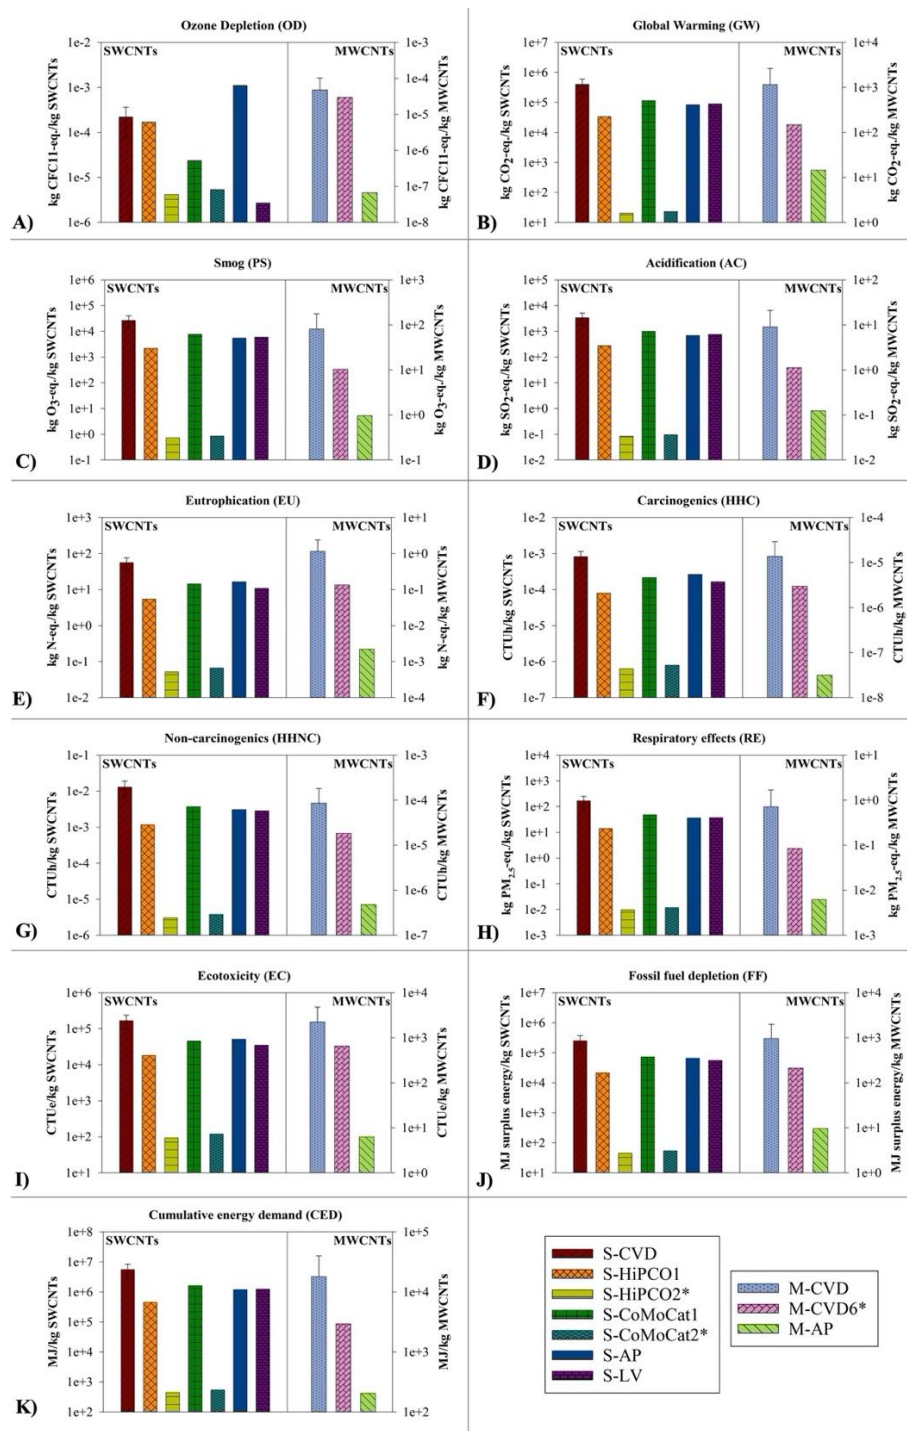 Ozone Depletion (OD)
SWCNTs
MWCNTs
kg CFC11-eq./kg SWCNTs
1e-2
1e-3
1e-4
1e-5
1e-6
kg CFC11-eq./kg MWCNTs
1e-3
1e-4
1e-5
1e-6
1e-7
1e-8
A)
Global Warming (GW)
SWCNTs
MWCNTs
kg CO2-eq./kg SWCNTs
1e+7
1e+6
1e+5
1e+4
1e+3
1e+2
1e+1
kg CO2-eq./kg MWCNTs
1e+4
1e+3
1e+2
1e+1
1e+0
B)
Smog (PS)
SWCNTs
MWCNTs
kg O3-eq./kg SWCNTs
1e+6
1e+5
1e+4
1e+3
1e+2
1e+1
1e+0
1e-1
kg O3-eq./kg MWCNTs
1e+3
1e+2
1e+1
1e+0
1e-1
C)
Acidification (AC)
SWCNTs
MWCNTs
kg SO2-eq./kg SWCNTs
1e+5
1e+4
1e+3
1e+2
1e+1
1e+0
1e-1
1e-2
kg SO2-eq./kg MWCNTs
1e+2
1e+1
1e+0
1e-1
1e-2
D)
Eutrophication (EU)
SWCNTs
MWCNTs
kg N-eq./kg SWCNTs
1e+3
1e+2
1e+1
1e+0
1e-1
1e-2
kg N-eq./kg MWCNTs
1e+1
1e+0
1e-1
1e-2
1e-3
1e-4
E)
Carcinogenics (HHC)
SWCNTs
MWCNTs
CTUh/kg SWCNTs
1e-2
1e-3
1e-4
1e-5
1e-6
1e-7
CTUh/kg MWCNTs
1e-4
1e-5
1e-6
1e-7
1e-8
F)
Non-carcinogenics (HHNC)
SWCNTs
MWCNTs
CTUh/kg SWCNTs
1e-1
1e-2
1e-3
1e-4
1e-5
1e-6
CTUh/kg MWCNTs
1e-3
1e-4
1e-5
1e-6
1e-7
G)
Respiratory effects (RE)
SWCNTs
MWCNTs
kg PM2.5-eq./kg SWCNTs
1e+4
1e+3
1e+2
1e+1
1e+0
1e-1
1e-2
1e-3
kg PM2.5-eq./kg MWCNTs
1e+1
1e+0
1e-1
1e-2
1e-3
H)
Ecotoxicity (EC)
SWCNTs
MWCNTs
CTUe/kg SWCNTs
1e+6
1e+5
1e+4
1e+3
1e+2
1e+1
CTUe/kg MWCNTs
1e+4
1e+3
1e+2
1e+1
1e+0
I)
Fossil fuel depletion (FF)
SWCNTs
MWCNTs
MJ surplus energy/kg SWCNTs
1e+7
1e+6
1e+5
1e+4
1e+3
1e+2
1e+1
MJ surplus energy/kg MWCNTs
1e+4
1e+3
1e+2
1e+1
1e+0
J)
Cumulative energy demand (CED)
SWCNTs
MWCNTs
MJ/kg SWCNTs
1e+8
1e+7
1e+6
1e+5
1e+4
1e+3
1e+2
MJ/kg MWCNTs
1e+5
1e+4
1e+3
1e+2
K)
S-CVD
S-HiPCO1
S-HiPCO2*
S-CoMoCat1
S-CoMoCat2*
S-AP
S-LV
M-CVD
M-CVD6*
M-AP